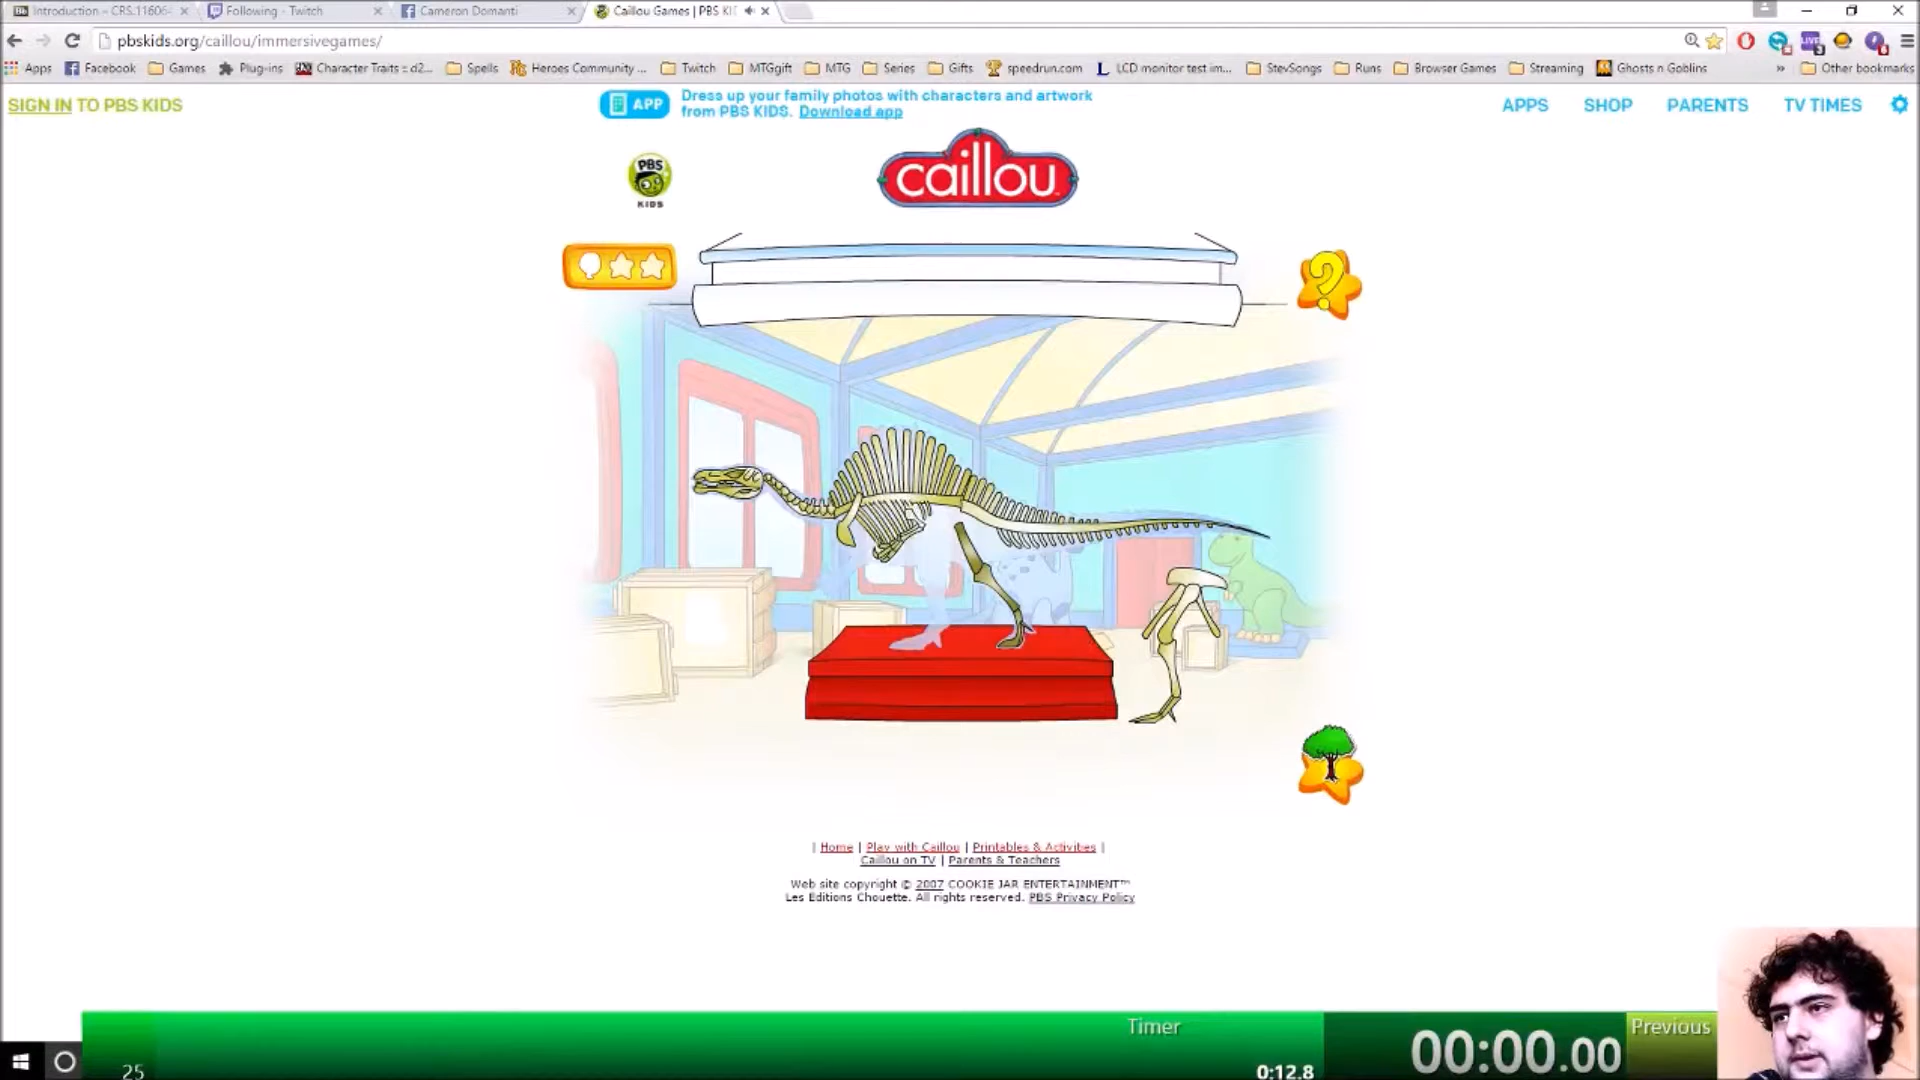 Introduction – CRS.11606
Following - Twitch
Cameron Domanti
Caillou Games | PBS KI
pbskids.org/caillou/immersivegames/
Apps
Facebook
Games
Plug-ins
Character Traits :: d2...
Spells
Heroes Community ...
Twitch
MTGgift
MTG
Series
Gifts
speedrun.com
LCD monitor test im...
StevSongs
Runs
Browser Games
Streaming
Ghosts n Goblins
»
Other bookmarks
SIGN IN TO PBS KIDS
APP
Dress up your family photos with characters and artwork
from PBS KIDS. Download app
APPS
SHOP
PARENTS
TV TIMES
PBS
KIDS
caillou
?
| Home | Play with Caillou | Printables & Activities |
Caillou on TV | Parents & Teachers
Web site copyright © 2007 COOKIE JAR ENTERTAINMENT™
Les Editions Chouette. All rights reserved. PBS Privacy Policy
Timer
00:00.00
Previous
25
0:12.8